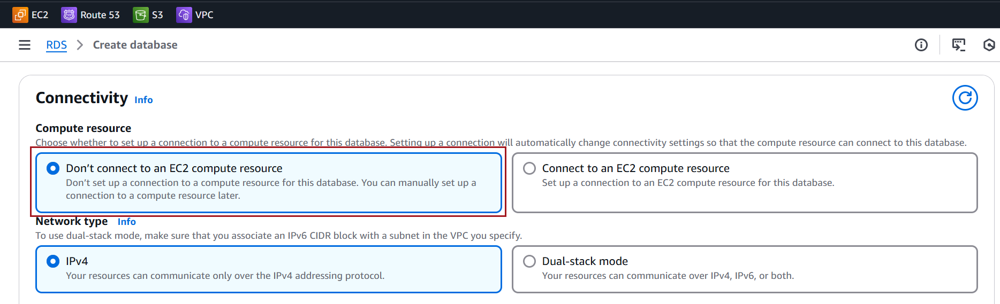 EC2 Route 53 S3 VPC
RDS Create database
Connectivity Info
Compute resource
Choose whether to set up a connection to a compute resource for this database. Setting up a connection will automatically change connectivity settings so that the compute resource can connect to this database.
Don’t connect to an EC2 compute resource
Don’t set up a connection to a compute resource for this database. You can manually set up a
connection to a compute resource later.
Connect to an EC2 compute resource
Set up a connection to an EC2 compute resource for this database.
Network type Info
To use dual-stack mode, make sure that you associate an IPv6 CIDR block with a subnet in the VPC you specify.
IPv4
Your resources can communicate only over the IPv4 addressing protocol.
Dual-stack mode
Your resources can communicate over IPv4, IPv6, or both.